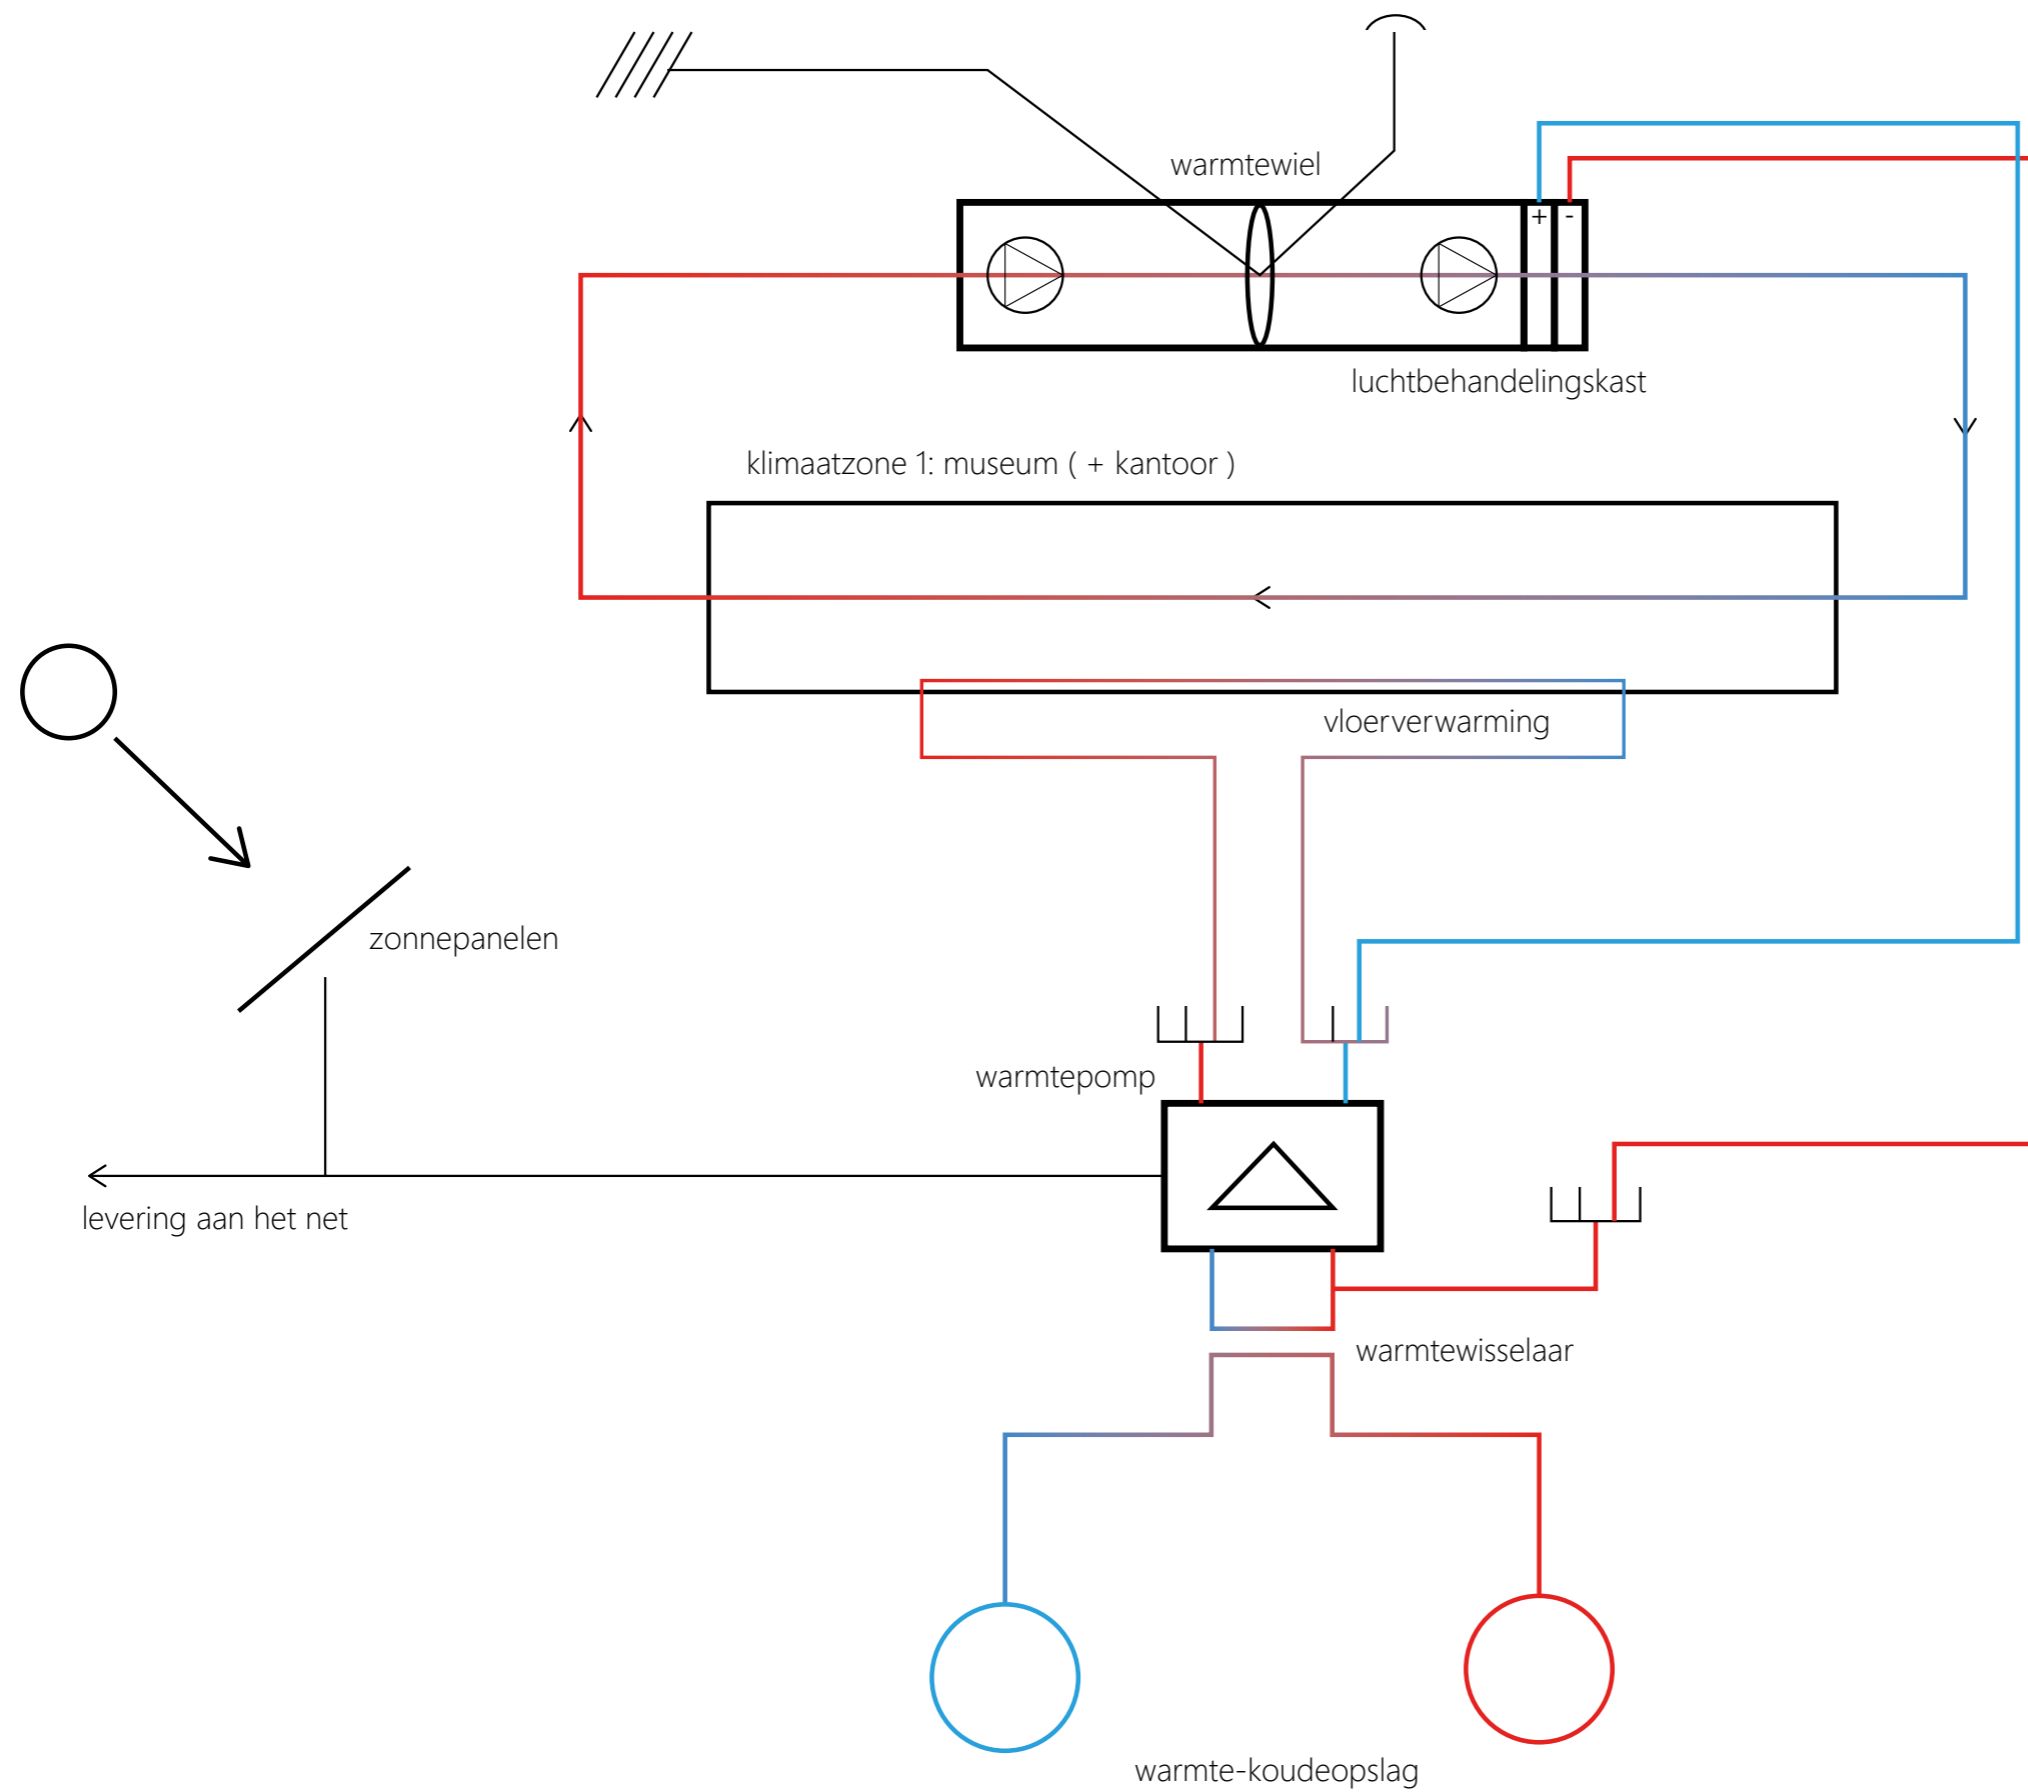 warmtewiel
+ -
luchtbehandelingskast
klimaatzone 1: museum ( + kantoor )
vloerverwarming
zonnepanelen
warmtepomp
levering aan het net
warmtewisselaar
warmte-koudeopslag